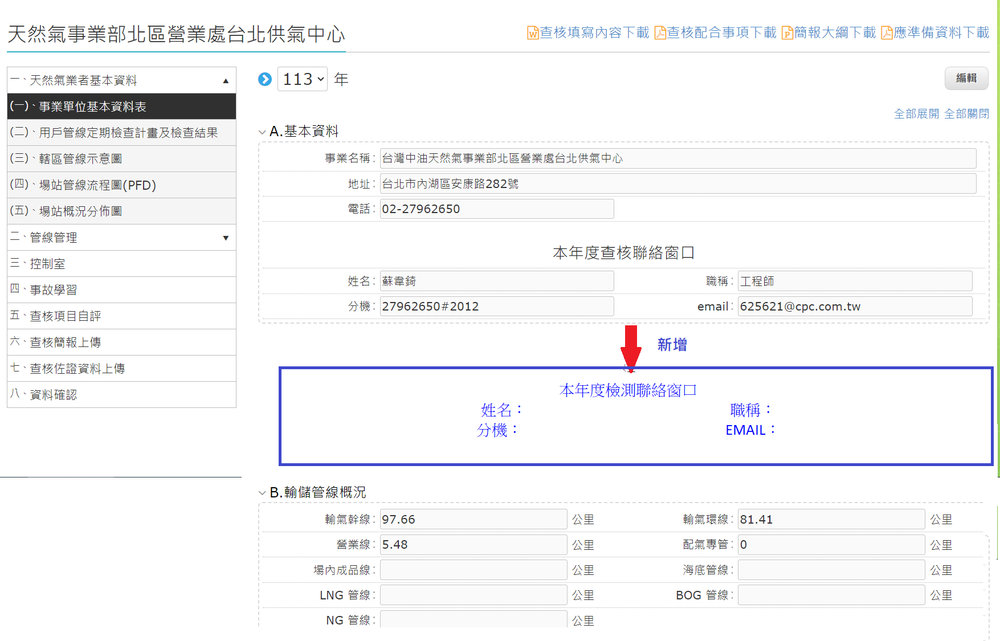 天然氣事業部北區營業處台北供氣中心
查核填寫內容下載 查核配合事項下載 簡報大綱下載 應準備資料下載
一、天然氣業者基本資料 ▲
(一)、事業單位基本資料表
(二)、用戶管線定期檢查計畫及檢查結果
(三)、轄區管線示意圖
(四)、場站管線流程圖(PFD)
(五)、場站概況分佈圖
二、管線管理 ▼
三、控制室
四、事故學習
五、查核項目自評
六、查核簡報上傳
七、查核佐證資料上傳
八、資料確認
113 年
編輯
全部展開 全部關閉
A.基本資料
事業名稱: 台灣中油天然氣事業部北區營業處台北供氣中心
地址: 台北市內湖區安康路282號
電話: 02-27962650
本年度查核聯絡窗口
姓名: 蘇韋錡 職稱: 工程師
分機: 27962650#2012 email: 625621@cpc.com.tw
新增
本年度檢測聯絡窗口
姓名： 職稱：
分機： EMAIL：
B.輸儲管線概況
輸氣幹線: 97.66 公里 輸氣環線: 81.41 公里
營業線: 5.48 公里 配氣專管: 0 公里
場內成品線: 公里 海底管線: 公里
LNG 管線: 公里 BOG 管線: 公里
NG 管線: 公里